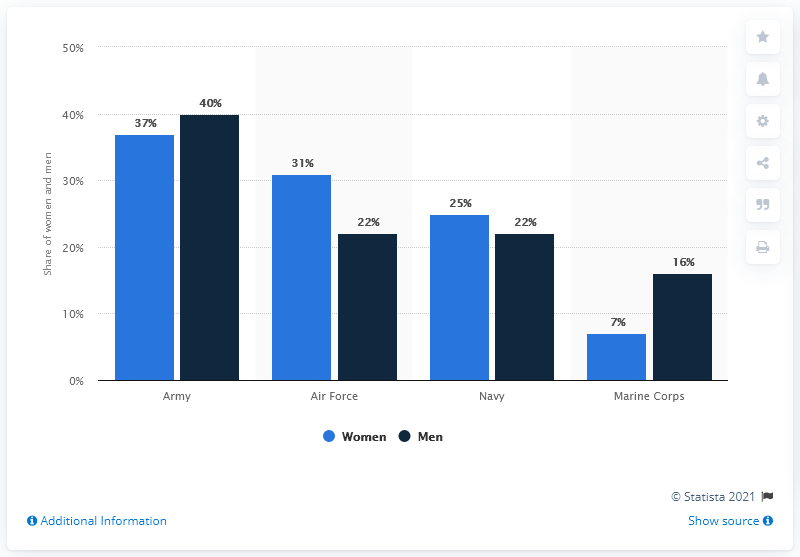 50%
40%
30%
20%
10%
0%
Share of women and men
37%
40%
31%
22%
25%
22%
7%
16%
Army
Air Force
Navy
Marine Corps
Women
Men
© Statista 2021
Additional Information
Show source